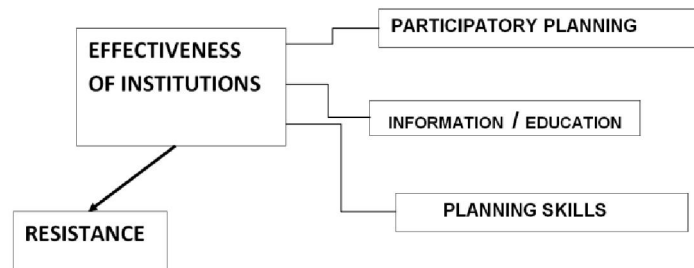 PARTICIPATORY PLANNING
EFFECTIVENESS
OF INSTITUTIONS
INFORMATION / EDUCATION
PLANNING SKILLS
RESISTANCE